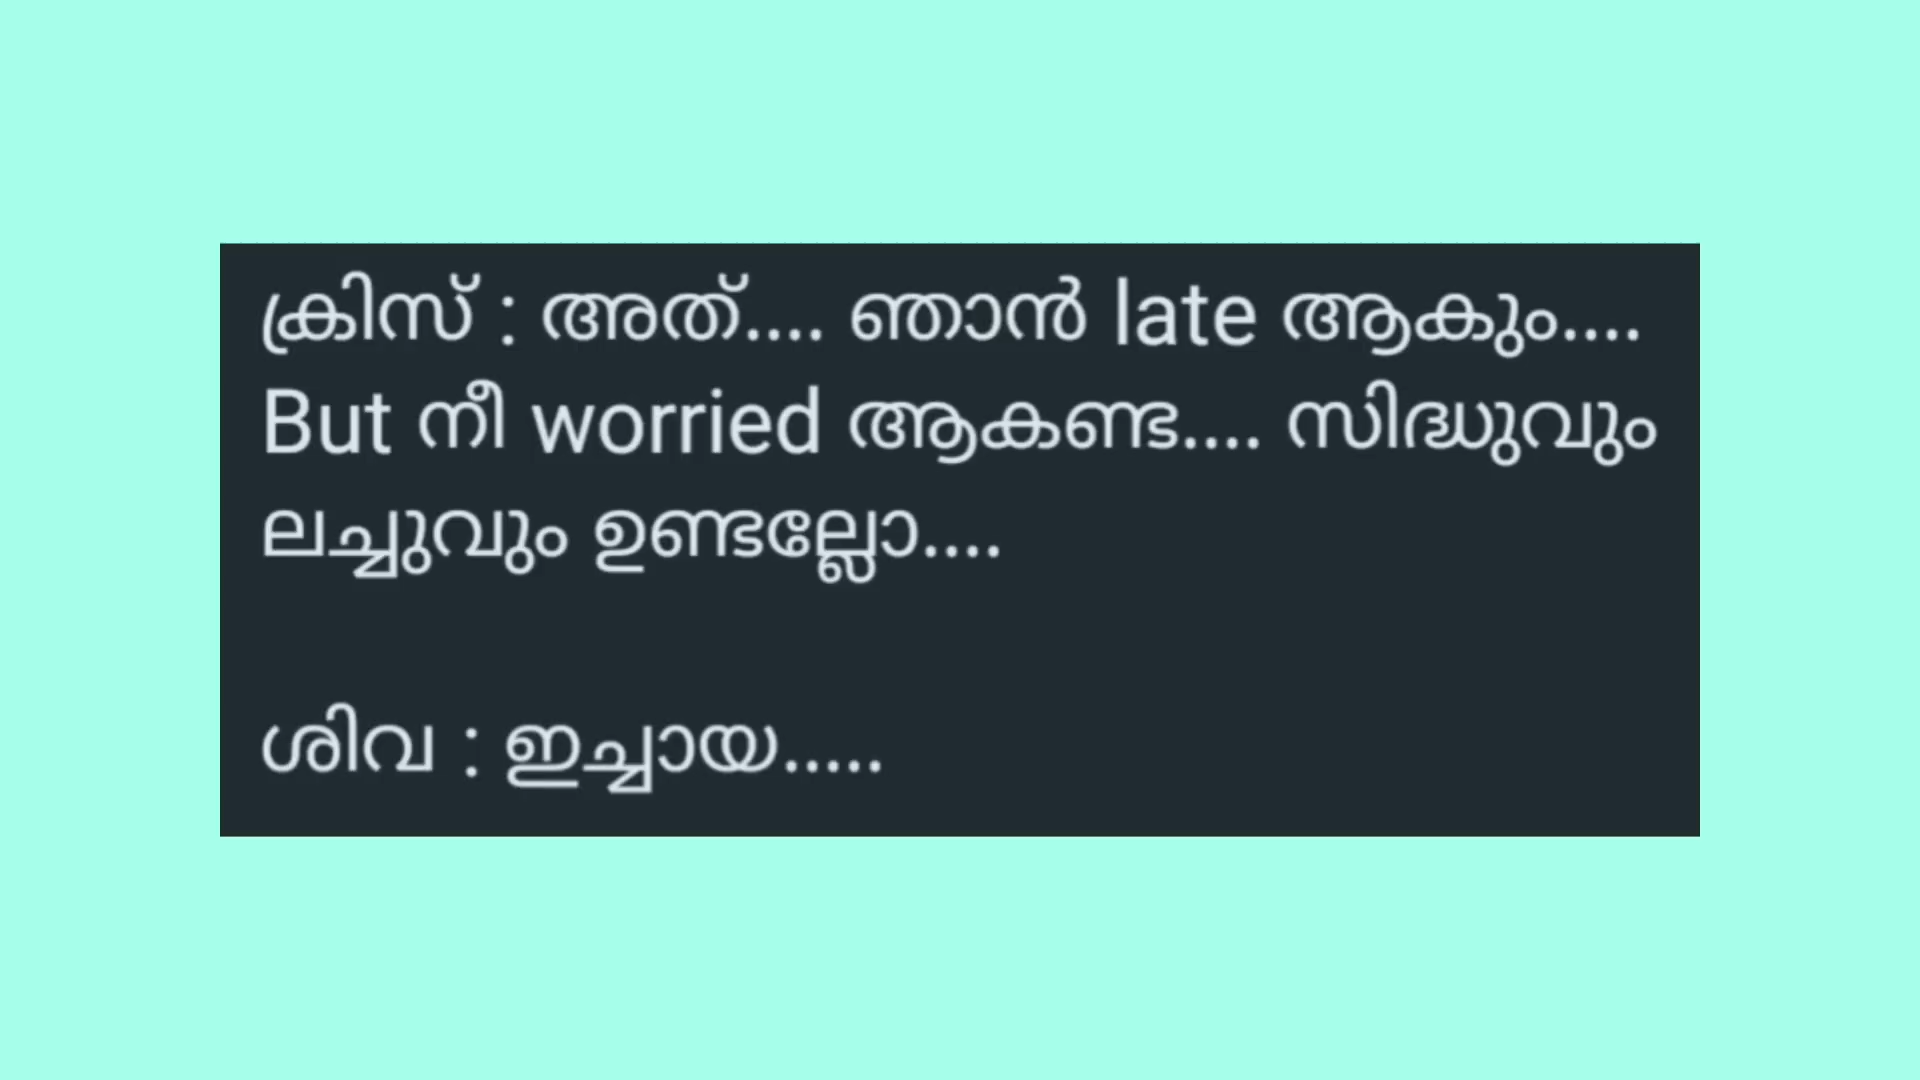 ക്രിസ് : അത്.... ഞാൻ late ആകും....
But നീ worried ആകണ്ട.... സിദ്ധുവും
ലച്ചുവും ഉണ്ടല്ലോ....
ശിവ : ഇച്ചായ.....